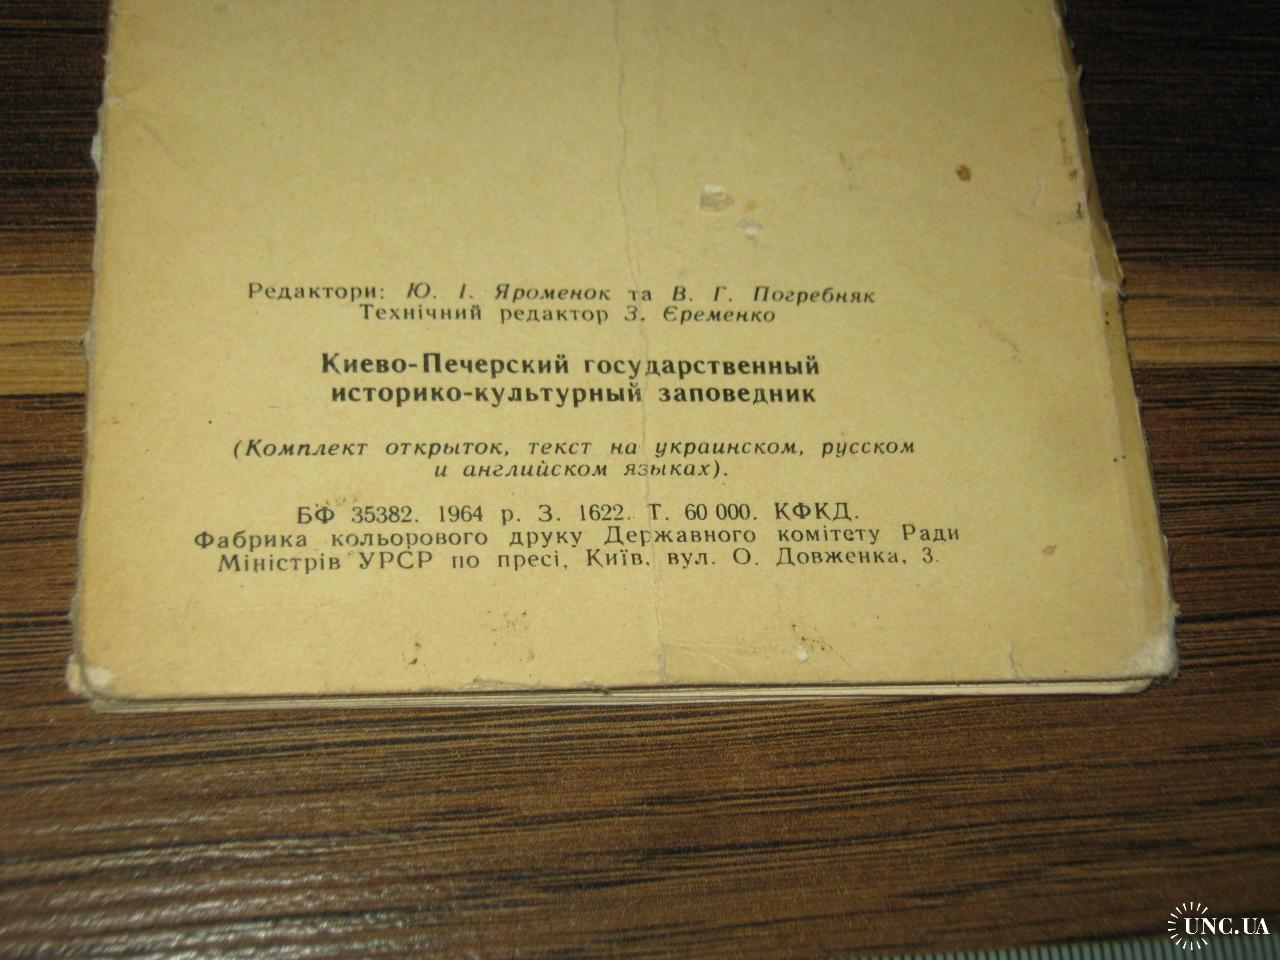 Редактори: Ю. І. Яроменок та В. Г. Погребняк
Технічний редактор З. Єременко
Киево-Печерский государственный
историко-культурный заповедник
(Комплект открыток, текст на украинском, русском
и английском языках).
БФ 35382. 1964 р. З. 1622. Т. 60 000. КФКД.
Фабрика кольорового друку Державного комітету Ради
Міністрів УРСР по пресі, Київ, вул. О. Довженка, 3.
UNC.UA